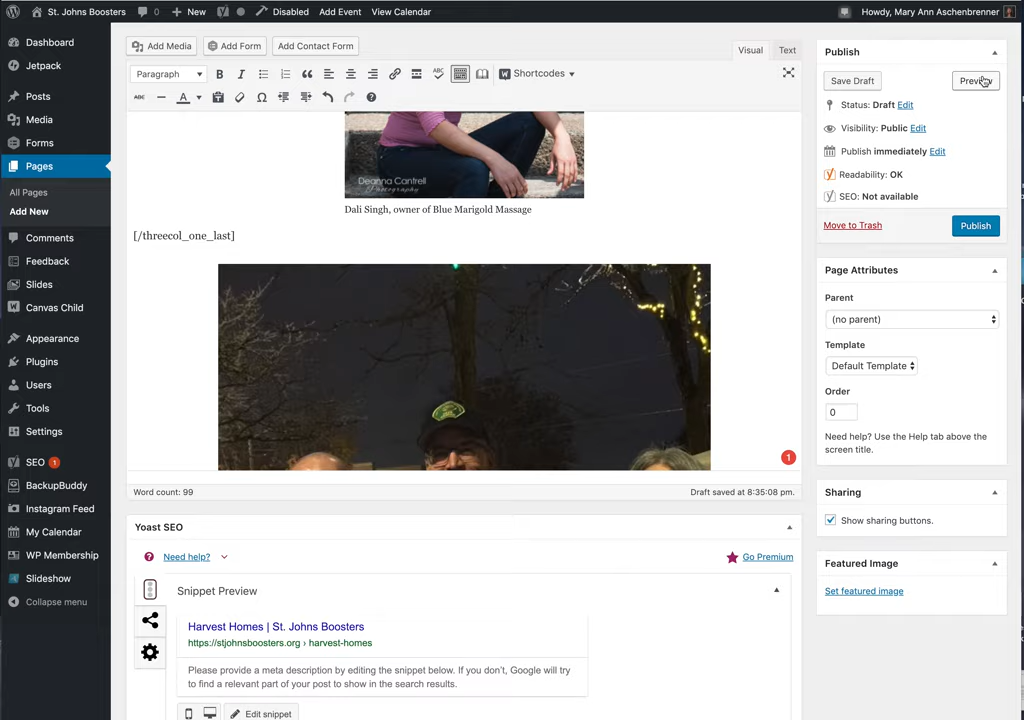 St. Johns Boosters 0 New Disabled Add Event View Calendar Howdy, Mary Ann Aschenbrenner
Dashboard
Jetpack
Posts
Media
Forms
Pages
All Pages
Add New
Comments
Feedback
Slides
Canvas Child
Appearance
Plugins
Users
Tools
Settings
SEO 1
BackupBuddy
Instagram Feed
My Calendar
WP Membership
Slideshow
Collapse menu
Add Media Add Form Add Contact Form
Visual Text
Paragraph B I Shortcodes
ABC A
Deanna Cantrell
Photography
Dali Singh, owner of Blue Marigold Massage
[/threecol_one_last]
1
Word count: 99 Draft saved at 8:35:08 pm.
Yoast SEO
Need help? Go Premium
Snippet Preview
Harvest Homes | St. Johns Boosters
https://stjohnsboosters.org › harvest-homes
Please provide a meta description by editing the snippet below. If you don't, Google will try
to find a relevant part of your post to show in the search results.
Edit snippet
Publish
Save Draft Preview
Status: Draft Edit
Visibility: Public Edit
Publish immediately Edit
Readability: OK
SEO: Not available
Move to Trash Publish
Page Attributes
Parent
(no parent)
Template
Default Template
Order
0
Need help? Use the Help tab above the
screen title.
Sharing
Show sharing buttons.
Featured Image
Set featured image